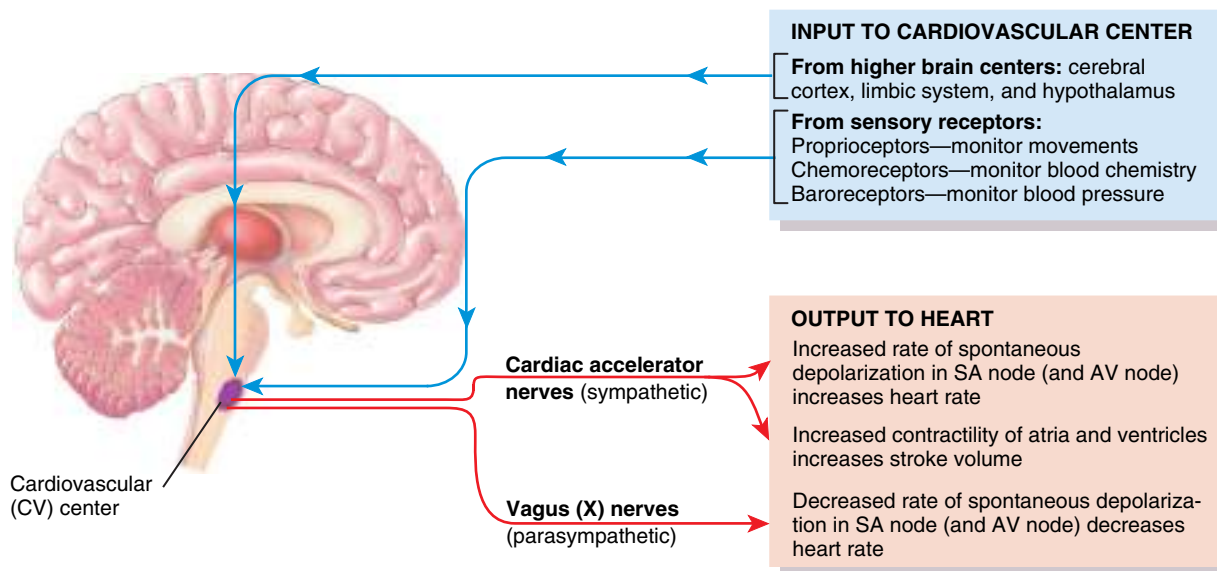 INPUT TO CARDIOVASCULAR CENTER
From higher brain centers: cerebral
cortex, limbic system, and hypothalamus
From sensory receptors:
Proprioceptors—monitor movements
Chemoreceptors—monitor blood chemistry
Baroreceptors—monitor blood pressure
OUTPUT TO HEART
Increased rate of spontaneous
depolarization in SA node (and AV node)
increases heart rate
Increased contractility of atria and ventricles
increases stroke volume
Decreased rate of spontaneous depolariza-
tion in SA node (and AV node) decreases
heart rate
Cardiac accelerator
nerves (sympathetic)
Vagus (X) nerves
(parasympathetic)
Cardiovascular
(CV) center